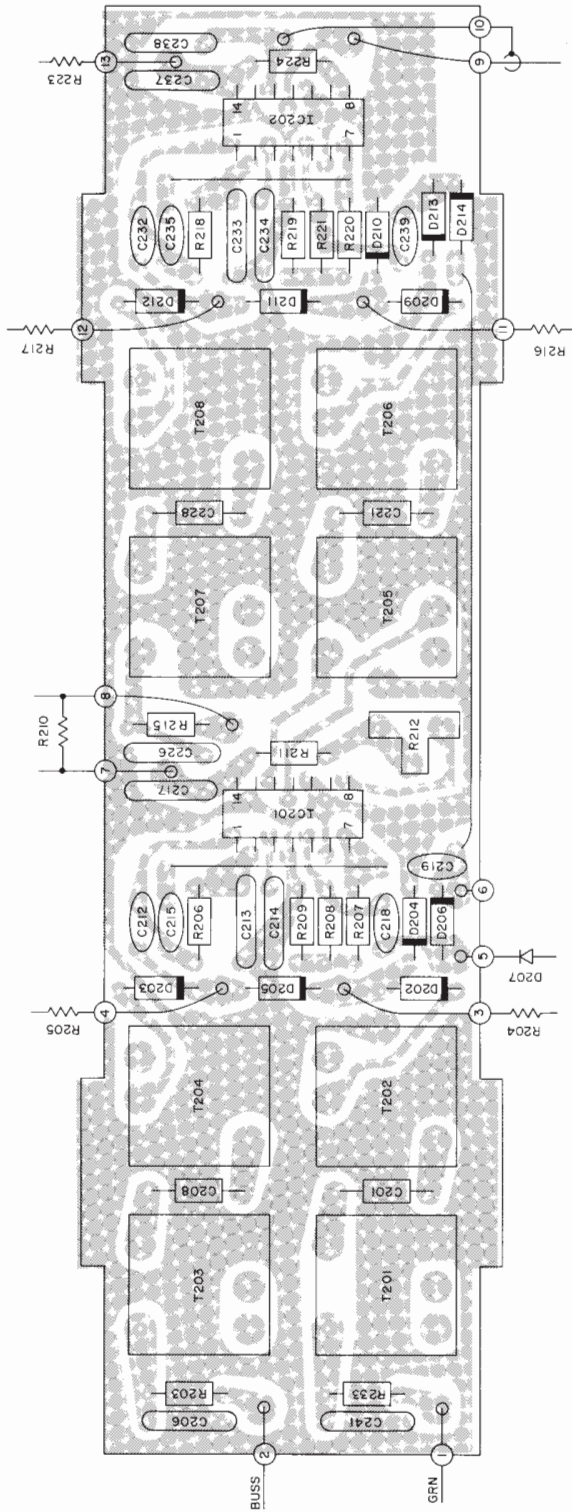 C238
10
R223
13
R224
9
C237
14
8
IC202
1
7
C232
C235
R218
C233
C234
R219
R221
R220
D210
C239
D213
D214
D212
D211
D209
12
11
R217
R216
T208
T206
C228
C221
T207
T205
8
R210
R215
R212
C226
R211
7
C217
14
8
IC201
1
7
C219
6
C212
C215
R206
C213
C214
R209
R208
R207
C218
D204
D206
5
D203
D205
D202
D207
4
3
R205
R204
T204
T202
C208
C201
T203
T201
R203
R233
C206
C241
2
1
BUSS
GRN